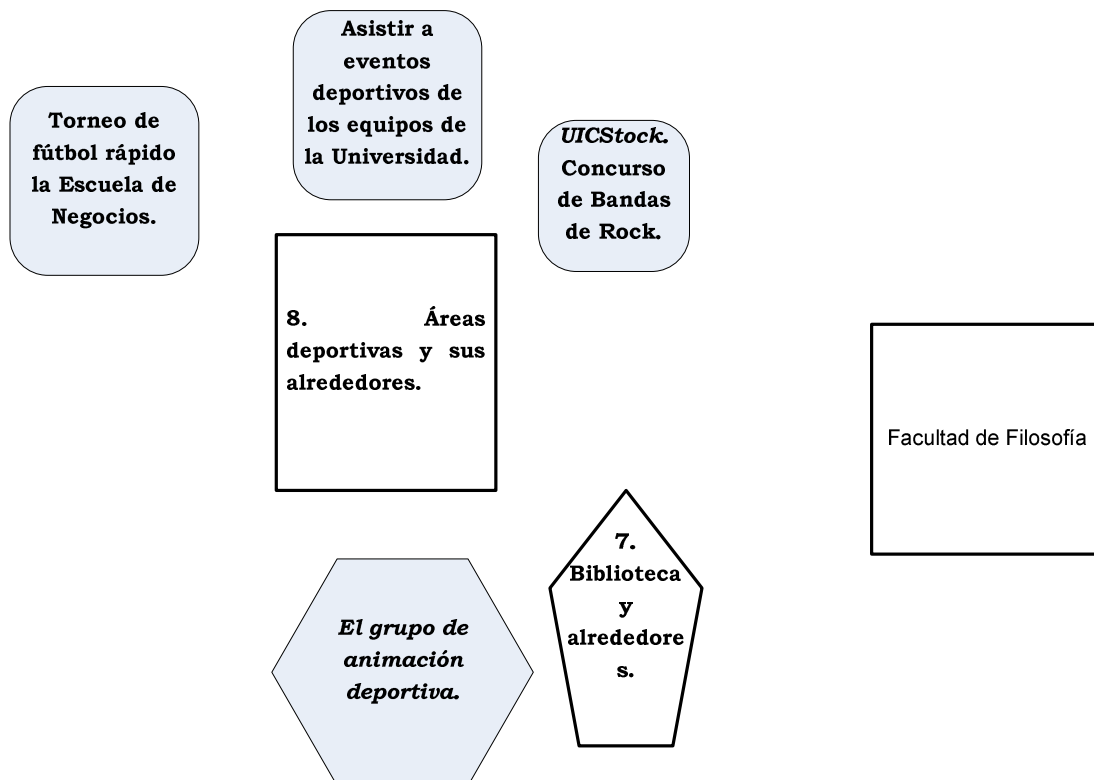 Asistir a
eventos
deportivos de
los equipos de
la Universidad.
Torneo de
fútbol rápido
la Escuela de
Negocios.
UICStock.
Concurso
de Bandas
de Rock.
8. Áreas
deportivas y sus
alrededores.
Facultad de Filosofía
7.
Biblioteca
y
alrededore
s.
El grupo de
animación
deportiva.